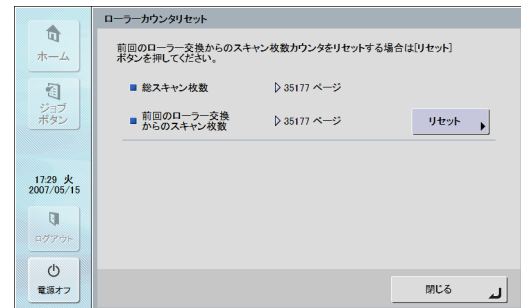 ローラーカウンタリセット
ホーム
ジョブ
ボタン
17:29 火
2007/05/15
ログアウト
電源オフ
前回のローラー交換からのスキャン枚数カウンタをリセットする場合は[リセット]
ボタンを押してください。
総スキャン枚数 35177 ページ
前回のローラー交換
からのスキャン枚数 35177 ページ
リセット
閉じる